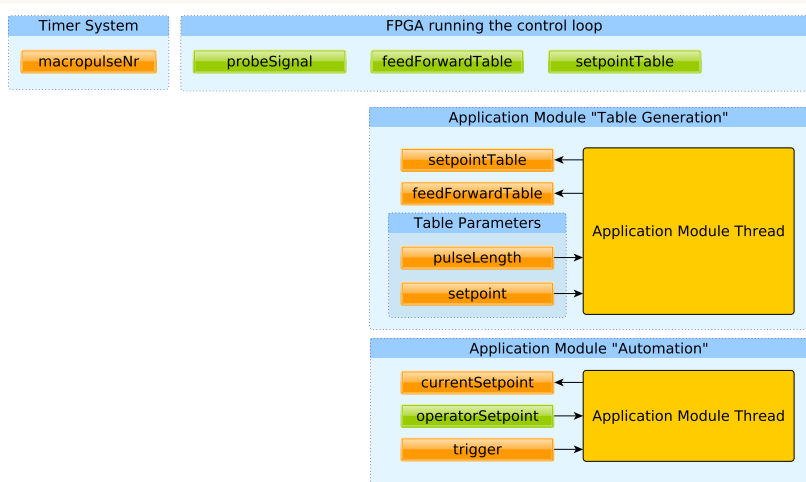 Timer System
macropulseNr
FPGA running the control loop
probeSignal
feedForwardTable
setpointTable
Application Module "Table Generation"
setpointTable
feedForwardTable
Table Parameters
pulseLength
setpoint
Application Module Thread
Application Module "Automation"
currentSetpoint
operatorSetpoint
trigger
Application Module Thread